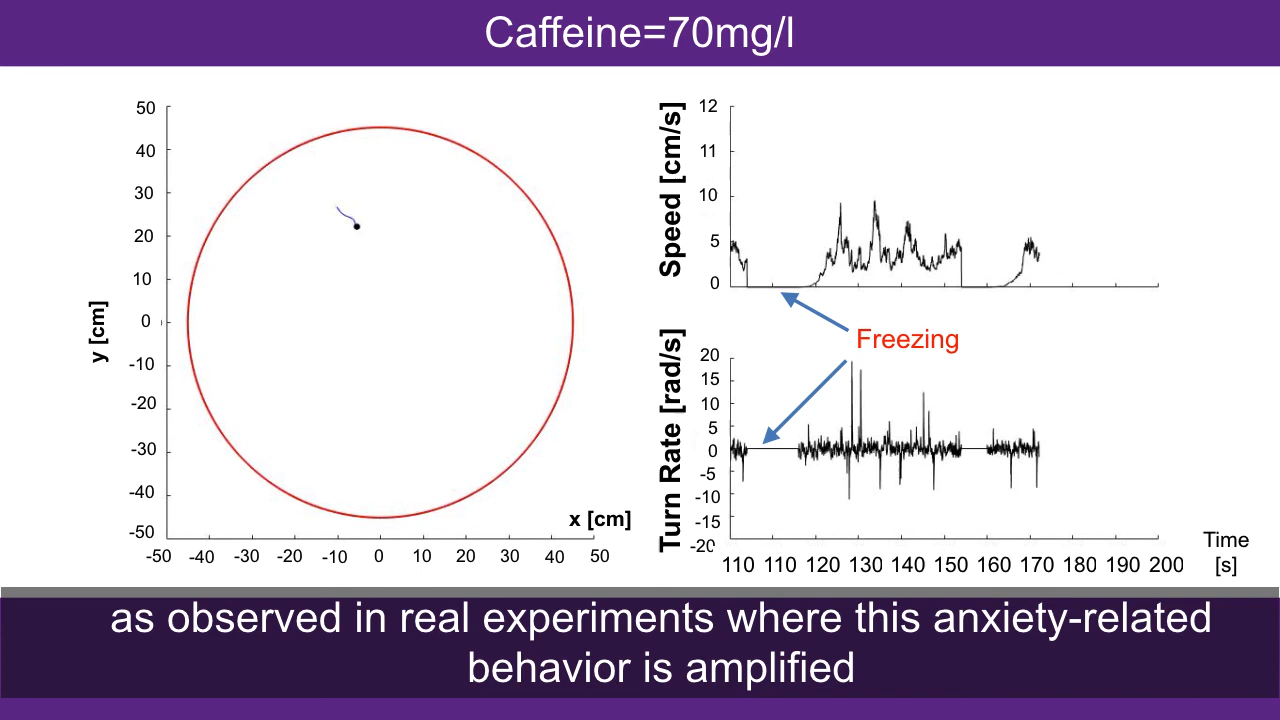 Caffeine=70mg/l
50
40
30
20
10
0
-10
-20
-30
-40
-50
y [cm]
-50 -40 -30 -20 -10 0 10 20 30 40 50
x [cm]
Speed [cm/s]
12
11
10
5
0
Freezing
Turn Rate [rad/s]
20
15
10
5
0
-5
-10
-15
-20
110 110 120 130 140 150 160 170 180 190 200
Time
[s]
as observed in real experiments where this anxiety-related
behavior is amplified